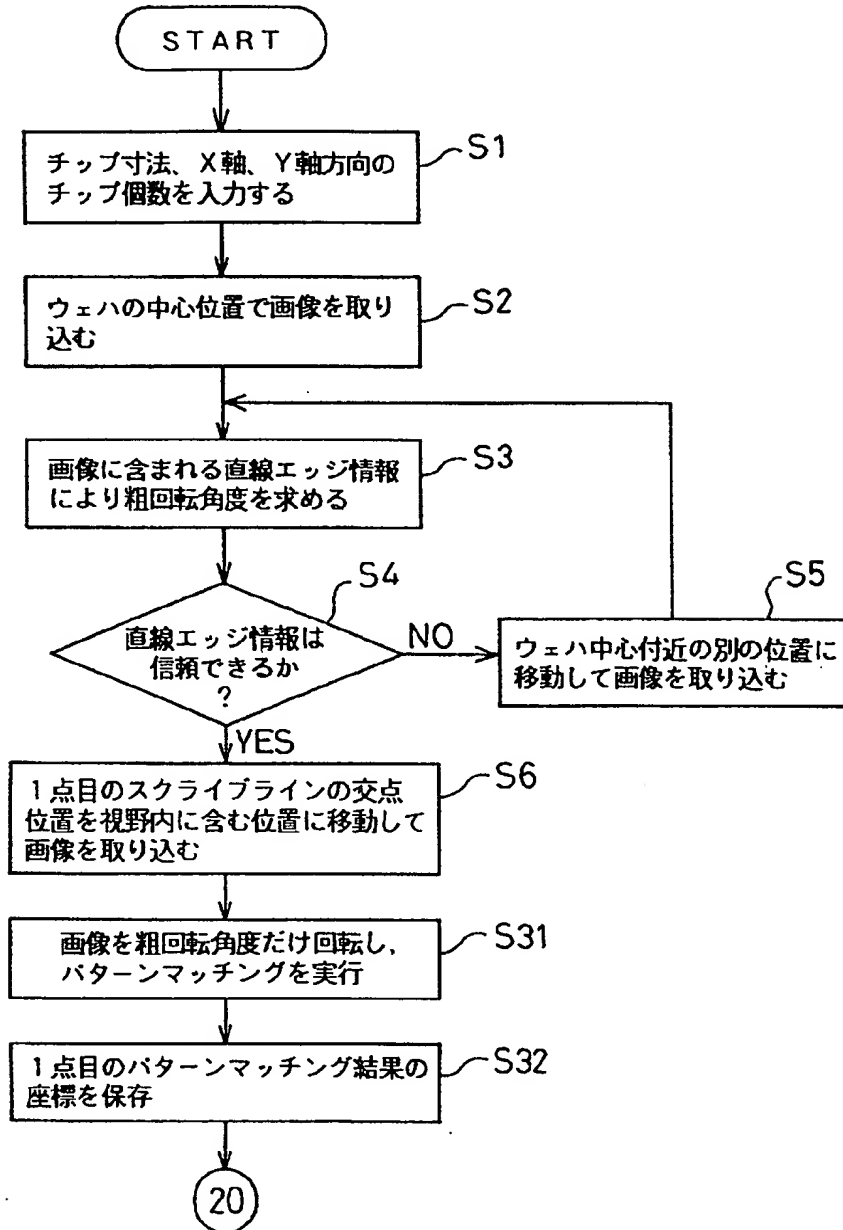 START
チップ寸法、X軸、Y軸方向の
チップ個数を入力する
S1
ウェハの中心位置で画像を取り
込む
S2
画像に含まれる直線エッジ情報
により粗回転角度を求める
S3
直線エッジ情報は
信頼できるか
?
S4
NO
ウェハ中心付近の別の位置に
移動して画像を取り込む
S5
YES
1点目のスクライブラインの交点
位置を視野内に含む位置に移動して
画像を取り込む
S6
画像を粗回転角度だけ回転し,
パターンマッチングを実行
S31
1点目のパターンマッチング結果の
座標を保存
S32
20